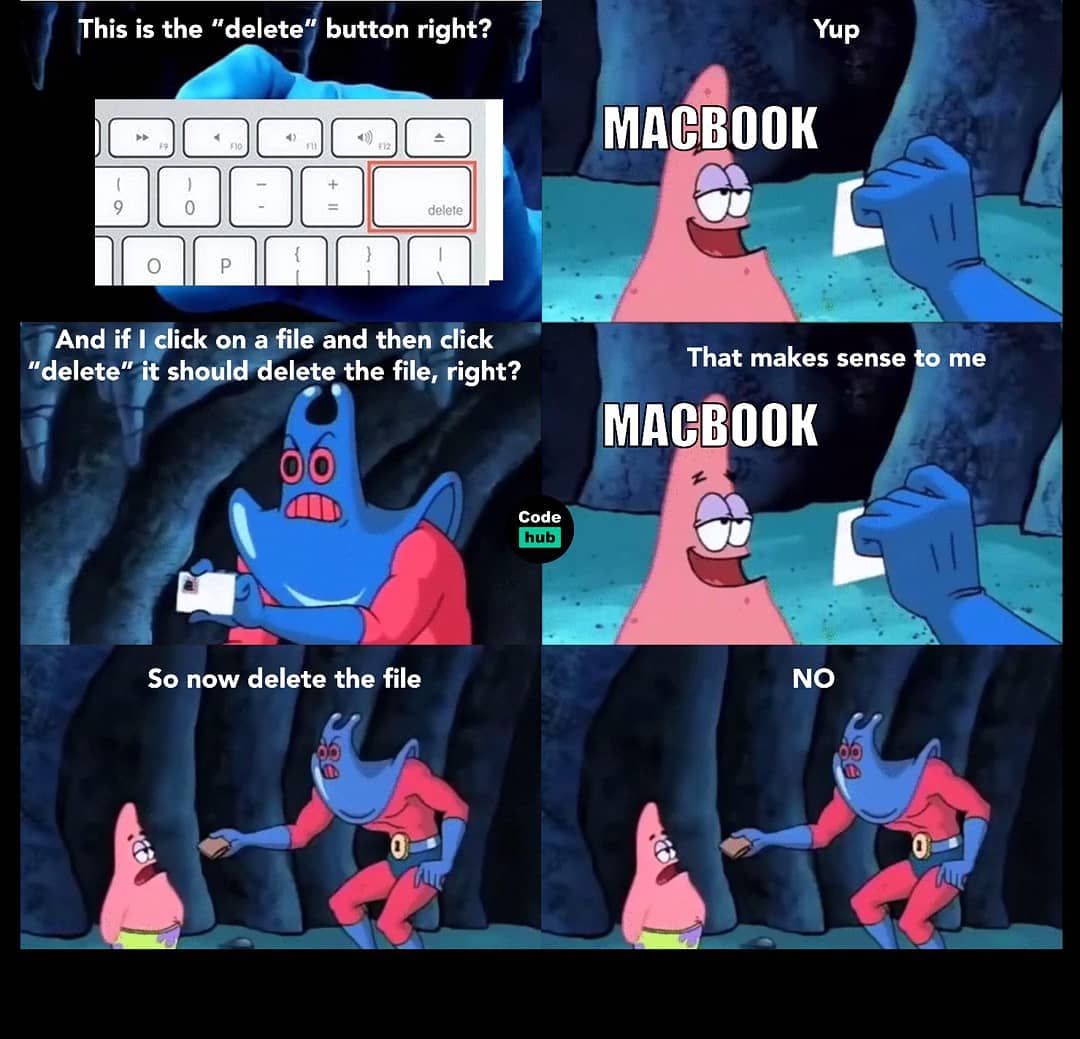 This is the “delete” button right?
Yup
MACBOOK
F9 F10 F11 F12
( ) — +
9 0 - =
delete
{ } |
O P [ ] \
And if I click on a file and then click
“delete” it should delete the file, right?
That makes sense to me
MACBOOK
Code
hub
So now delete the file
NO